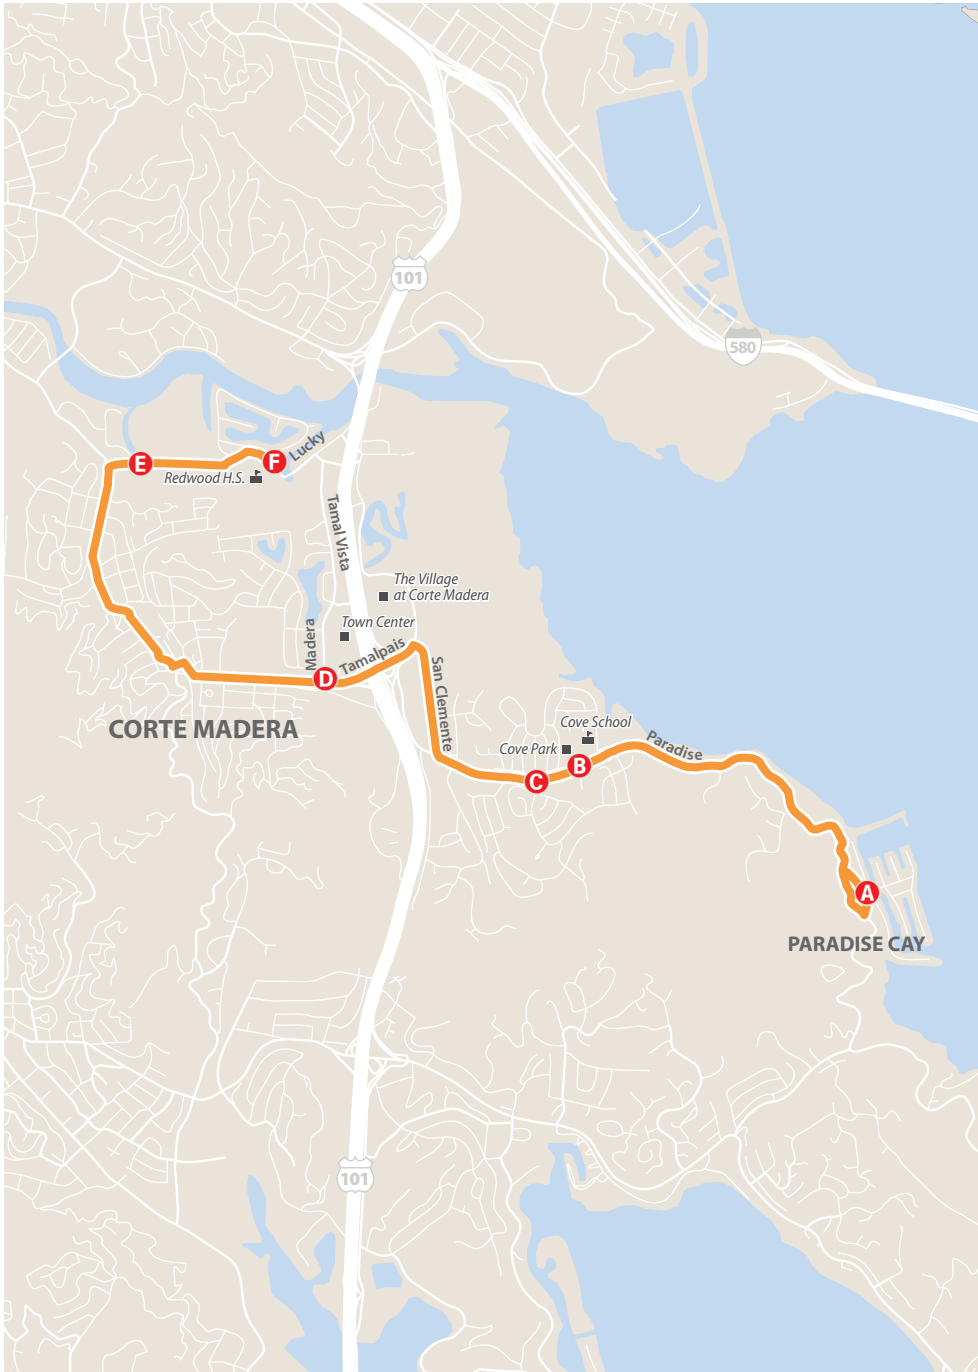 101
580
E
F
Lucky
Redwood H.S.
Tamal Vista
The Village
at Corte Madera
Town Center
Madera
Tamalpais
D
San Clemente
CORTE MADERA
Cove School
Cove Park
Paradise
B
C
A
PARADISE CAY
101